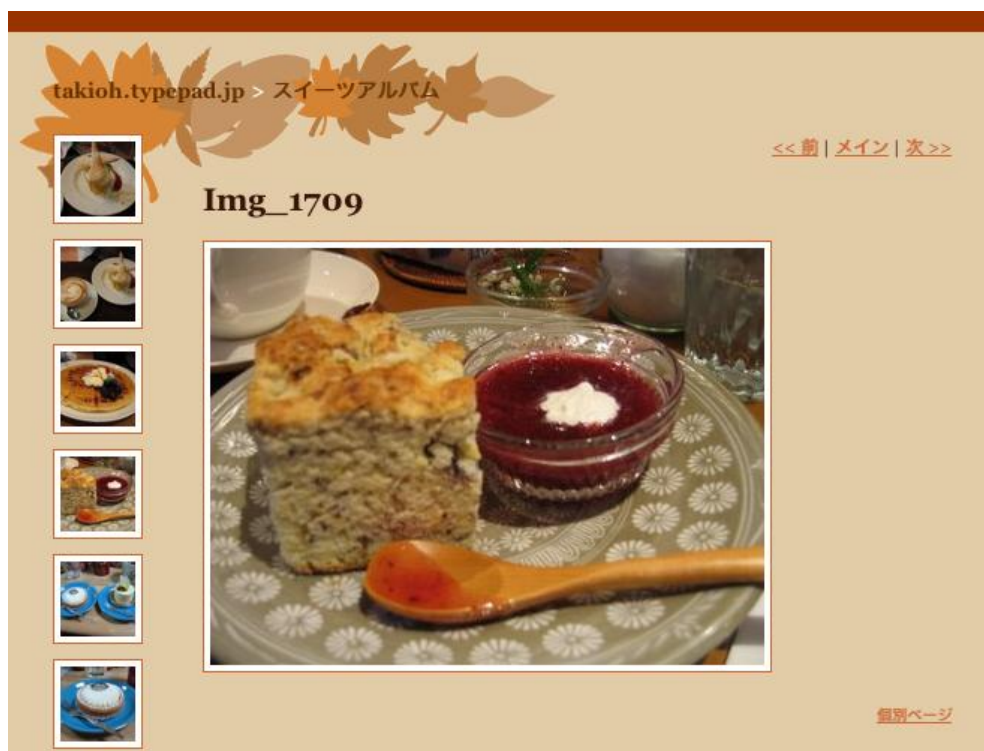 takioh.typepad.jp > スイーツアルバム
<< 前 | メイン | 次 >>
Img_1709
個別ページ